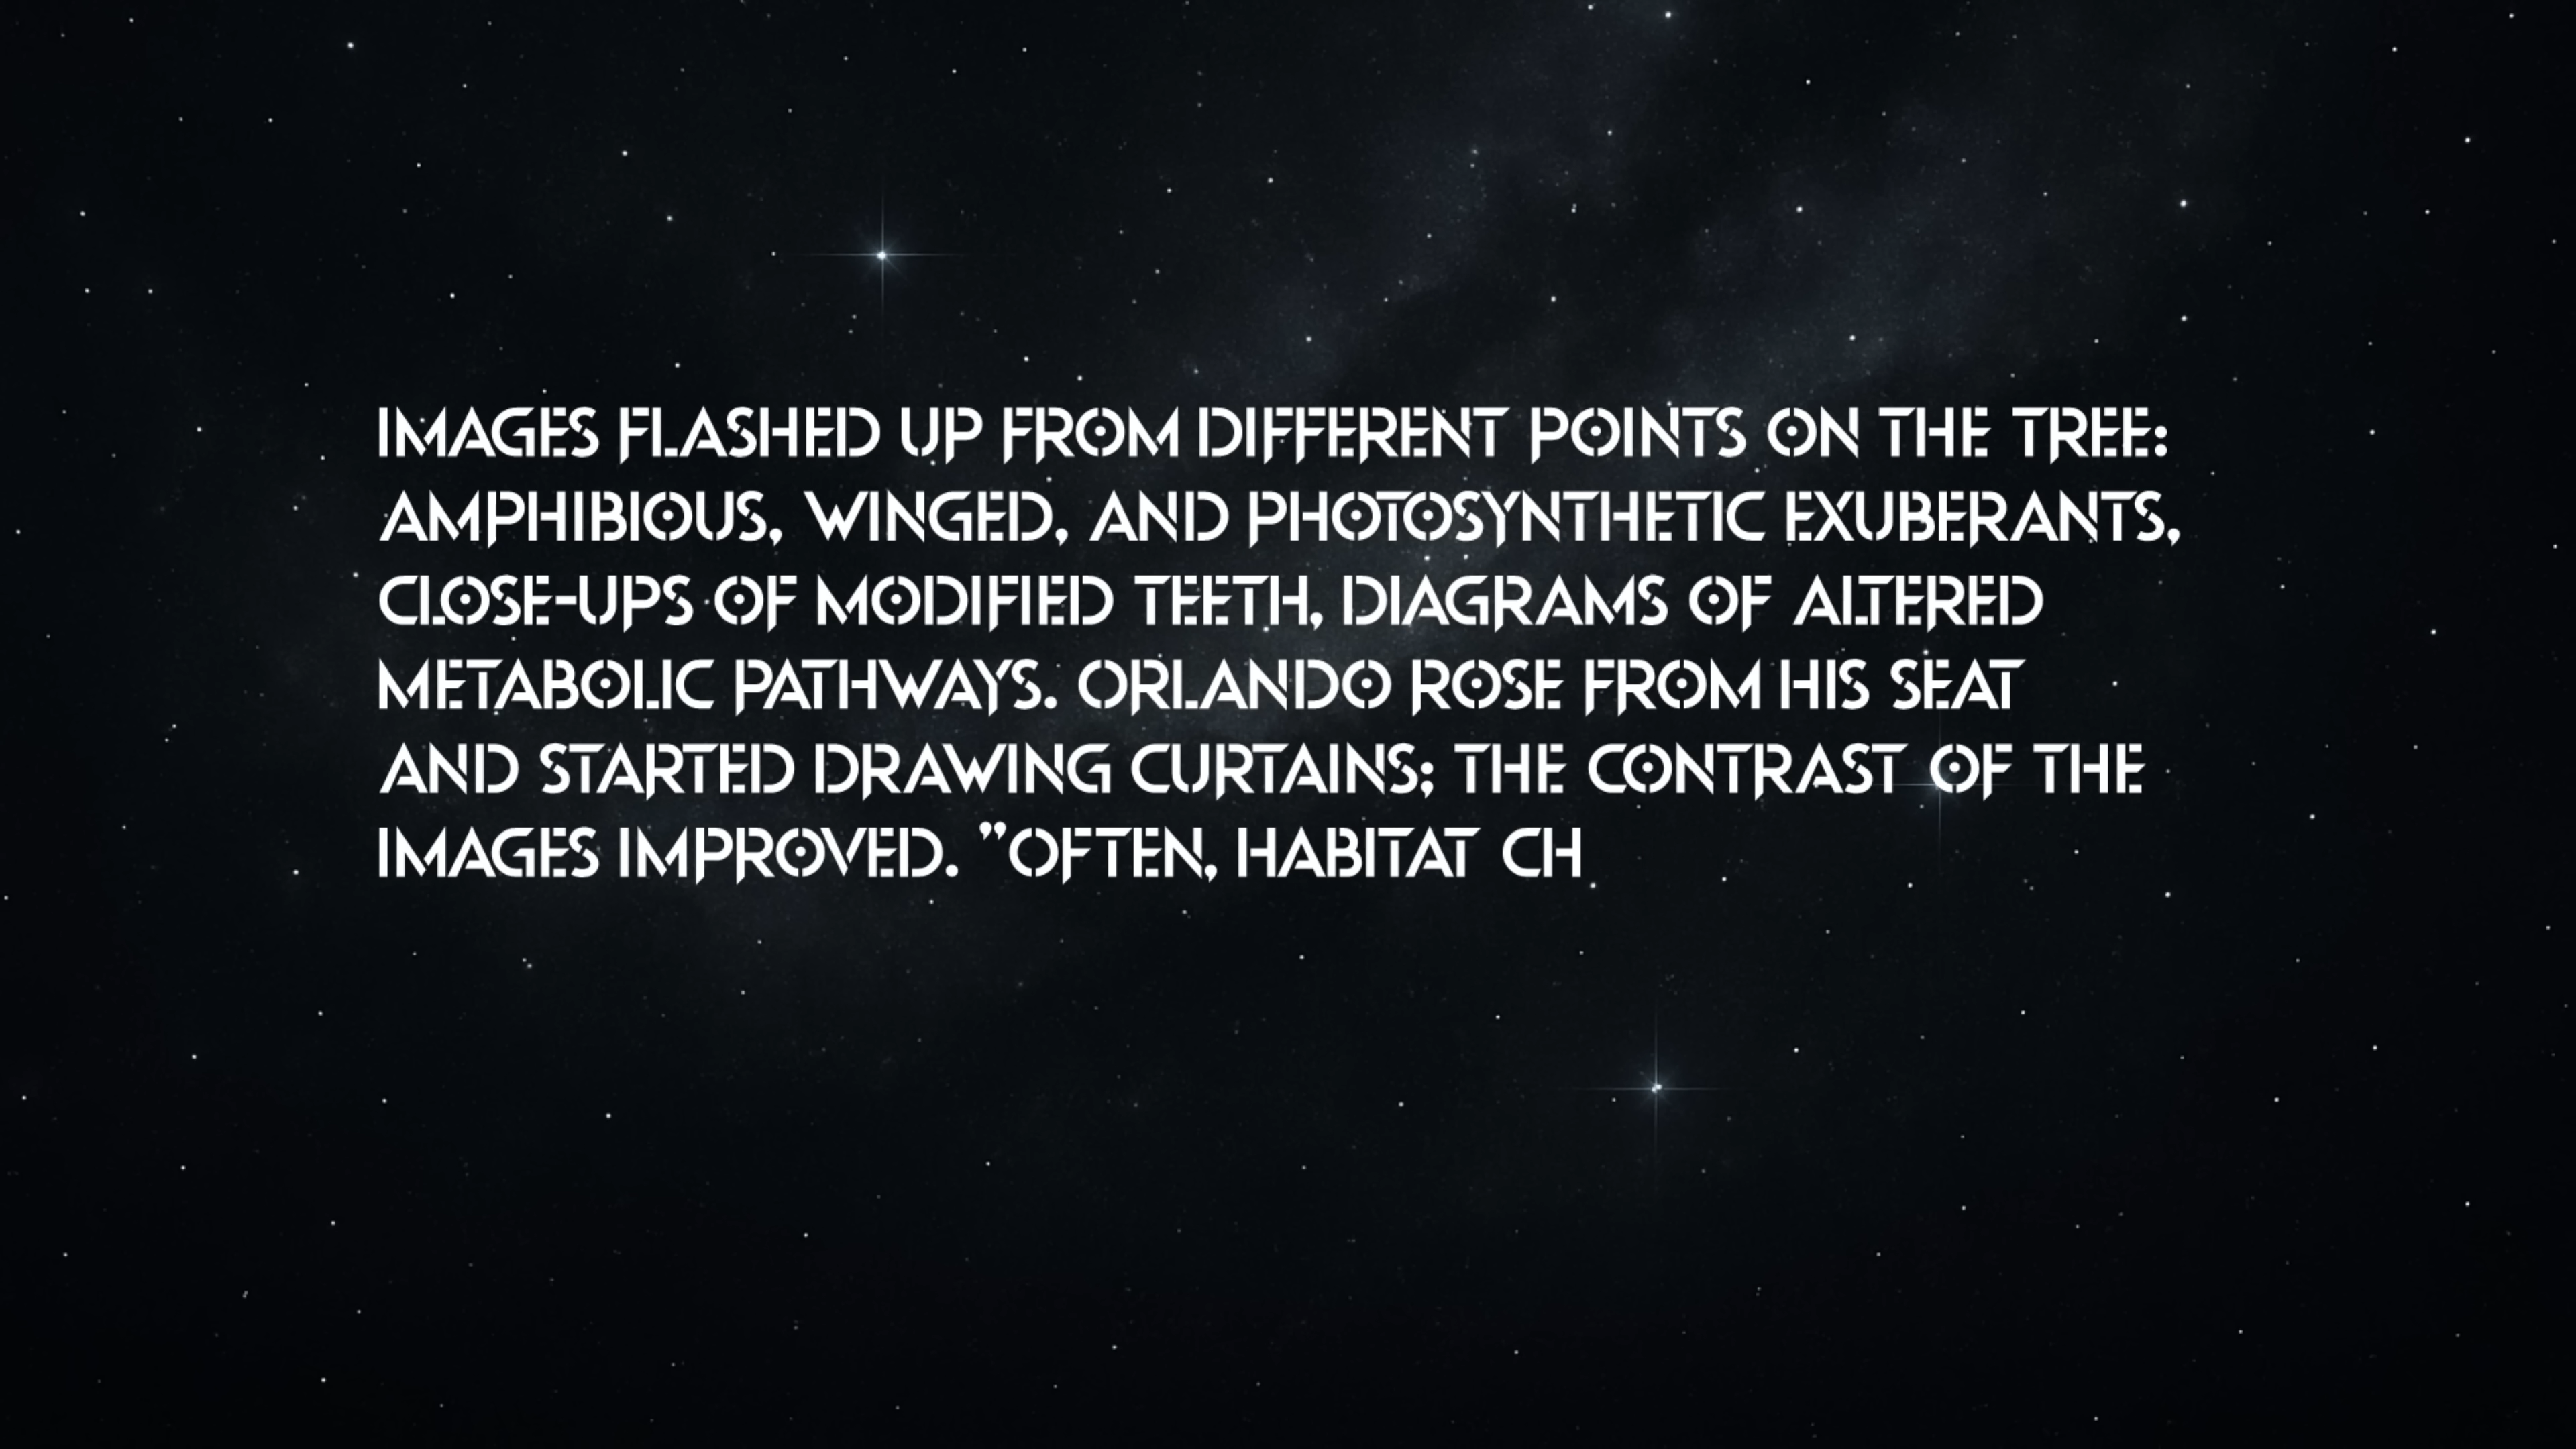 IMAGES FLASHED UP FROM DIFFERENT POINTS ON THE TREE:
AMPHIBIOUS, WINGED, AND PHOTOSYNTHETIC EXUBERANTS,
CLOSE-UPS OF MODIFIED TEETH, DIAGRAMS OF ALTERED
METABOLIC PATHWAYS. ORLANDO ROSE FROM HIS SEAT
AND STARTED DRAWING CURTAINS; THE CONTRAST OF THE
IMAGES IMPROVED. ”OFTEN, HABITAT CH